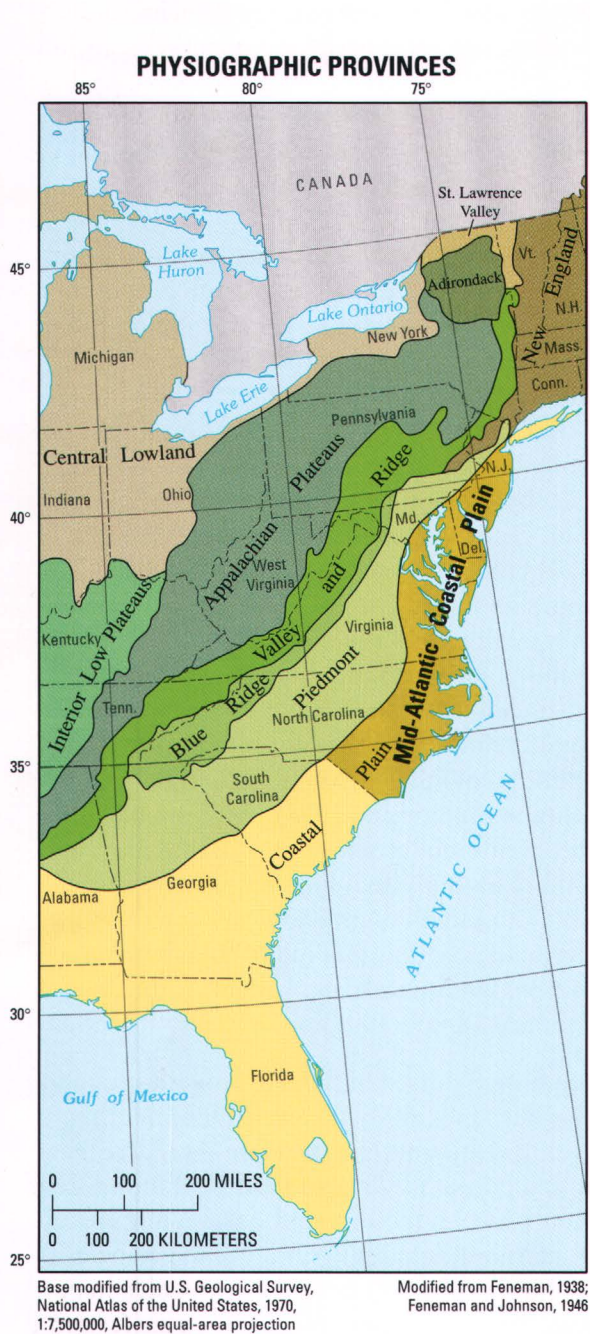 PHYSIOGRAPHIC PROVINCES
85°
80°
75°
CANADA
St. Lawrence
Valley
45°
Lake
Huron
Adirondack
Vt.
New England
N.H.
Lake Ontario
New York
Mass.
Michigan
Conn.
Lake Erie
Pennsylvania
Central Lowland
Appalachian Plateaus
Valley and Ridge
N.J.
Indiana
Ohio
40°
Md.
Del.
West
Virginia
Mid-Atlantic Coastal Plain
Kentucky
Interior Low Plateaus
Virginia
Tenn.
Blue Ridge
Piedmont
North Carolina
35°
South
Carolina
Coastal Plain
Georgia
Alabama
ATLANTIC OCEAN
30°
Florida
Gulf of Mexico
0 100 200 MILES
0 100 200 KILOMETERS
25°
Base modified from U.S. Geological Survey,
National Atlas of the United States, 1970,
1:7,500,000, Albers equal-area projection
Modified from Feneman, 1938;
Feneman and Johnson, 1946